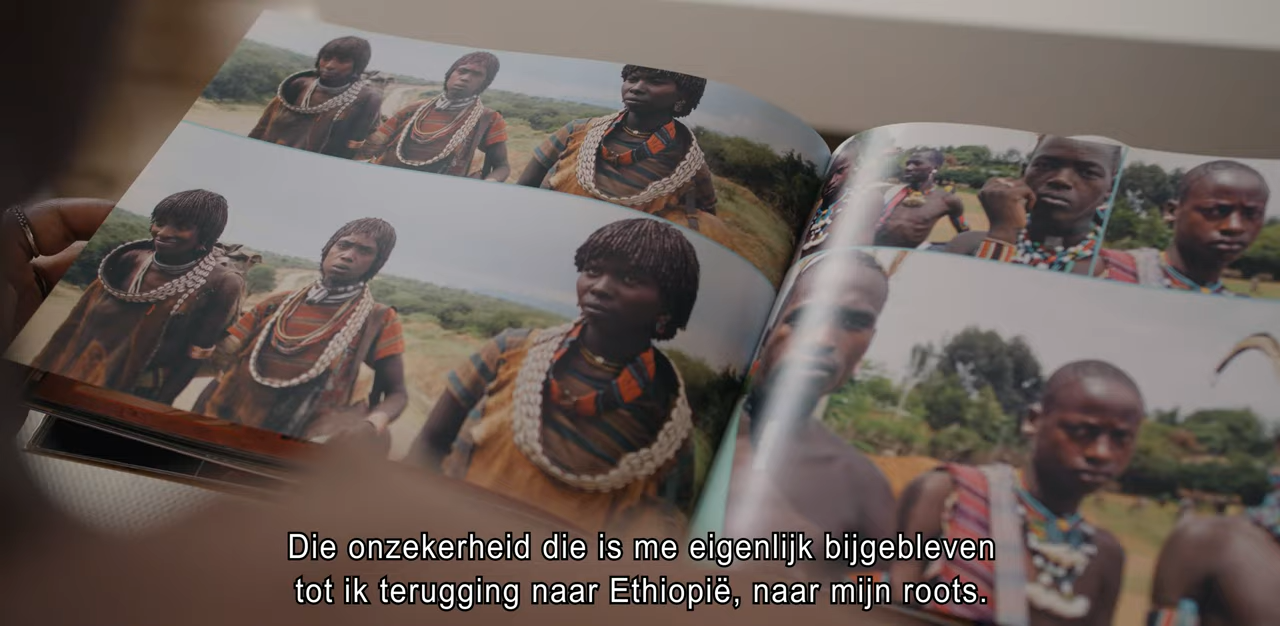 Die onzekerheid die is me eigenlijk bijgebleven
tot ik terugging naar Ethiopië, naar mijn roots.